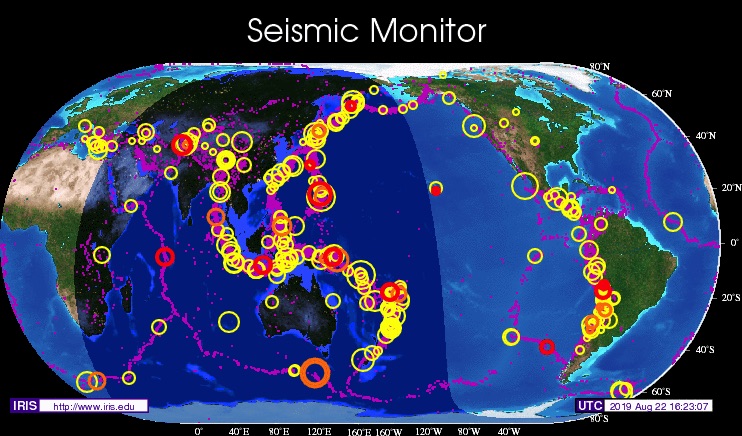 Seismic Monitor
80°N
60°N
40°N
20°N
0°
20°S
40°S
60°S
80°S
IRIS http://www.iris.edu
UTC 2019 Aug 22 16:23:07
0° 40°E 80°E 120°E 160°E 160°W 120°W 80°W 40°W